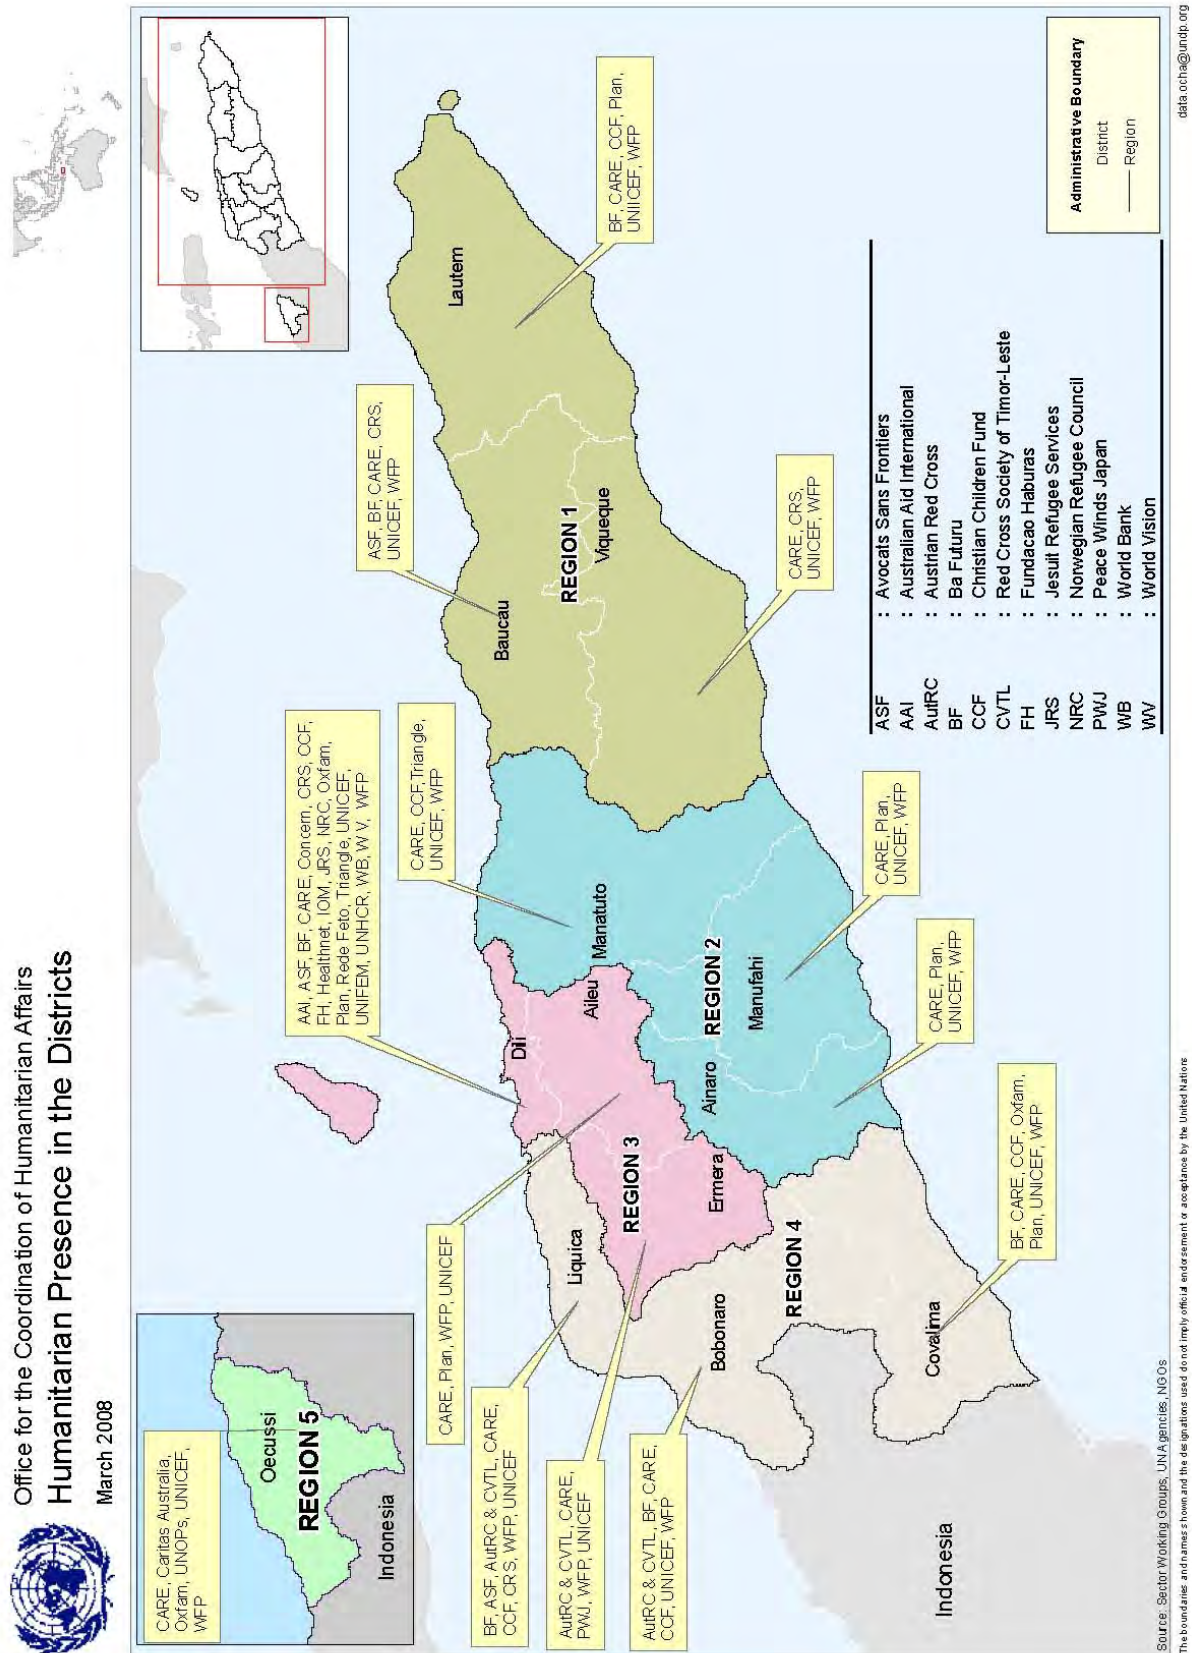 Office for the Coordination of Humanitarian Affairs
Humanitarian Presence in the Districts
March 2008
CARE, Caritas Australia,
Oxfam, UNOPs, UNICEF,
WFP
Oecussi
REGION 5
Indonesia
AAI, ASF, BF, CARE, Concern, CRS, CCF,
FH, Healthnet, IOM, JRS, NRC, Oxfam,
Plan, Rede Feto, Triangle, UNICEF,
UNIFEM, UNHCR, WB, WV, WFP
ASF, BF, CARE, CRS,
UNICEF, WFP
CARE, CCF,Triangle,
UNICEF, WFP
CARE, Plan, WFP, UNICEF
BF, ASF, AutRC & CVTL, CARE,
CCF, CRS, WFP, UNICEF
AutRC & CVTL, CARE,
PWJ, WFP, UNICEF
AutRC & CVTL, BF, CARE,
CCF, UNICEF, WFP
BF, CARE, CCF, Plan,
UNICEF, WFP
Lautem
Baucau
REGION 1
Viqueque
Dili
Manatuto
Aileu
REGION 2
Manufahi
Ainaro
REGION 3
Ermera
Liquica
REGION 4
Bobonaro
Covalima
Indonesia
CARE, CRS,
UNICEF, WFP
CARE, Plan,
UNICEF, WFP
CARE, Plan,
UNICEF, WFP
BF, CARE, CCF, Oxfam,
Plan, UNICEF, WFP
ASF : Avocats Sans Frontiers
AAI : Australian Aid International
AutRC : Austrian Red Cross
BF : Ba Futuru
CCF : Christian Children Fund
CVTL : Red Cross Society of Timor-Leste
FH : Fundacao Haburas
JRS : Jesuit Refugee Services
NRC : Norwegian Refugee Council
PWJ : Peace Winds Japan
WB : World Bank
WV : World Vision
Administrative Boundary
District
Region
Source: Sector Working Groups, UN Agencies, NGOs
The boundaries and names shown and the designations used do not imply official endorsement or acceptance by the United Nations
data.ocha@undp.org